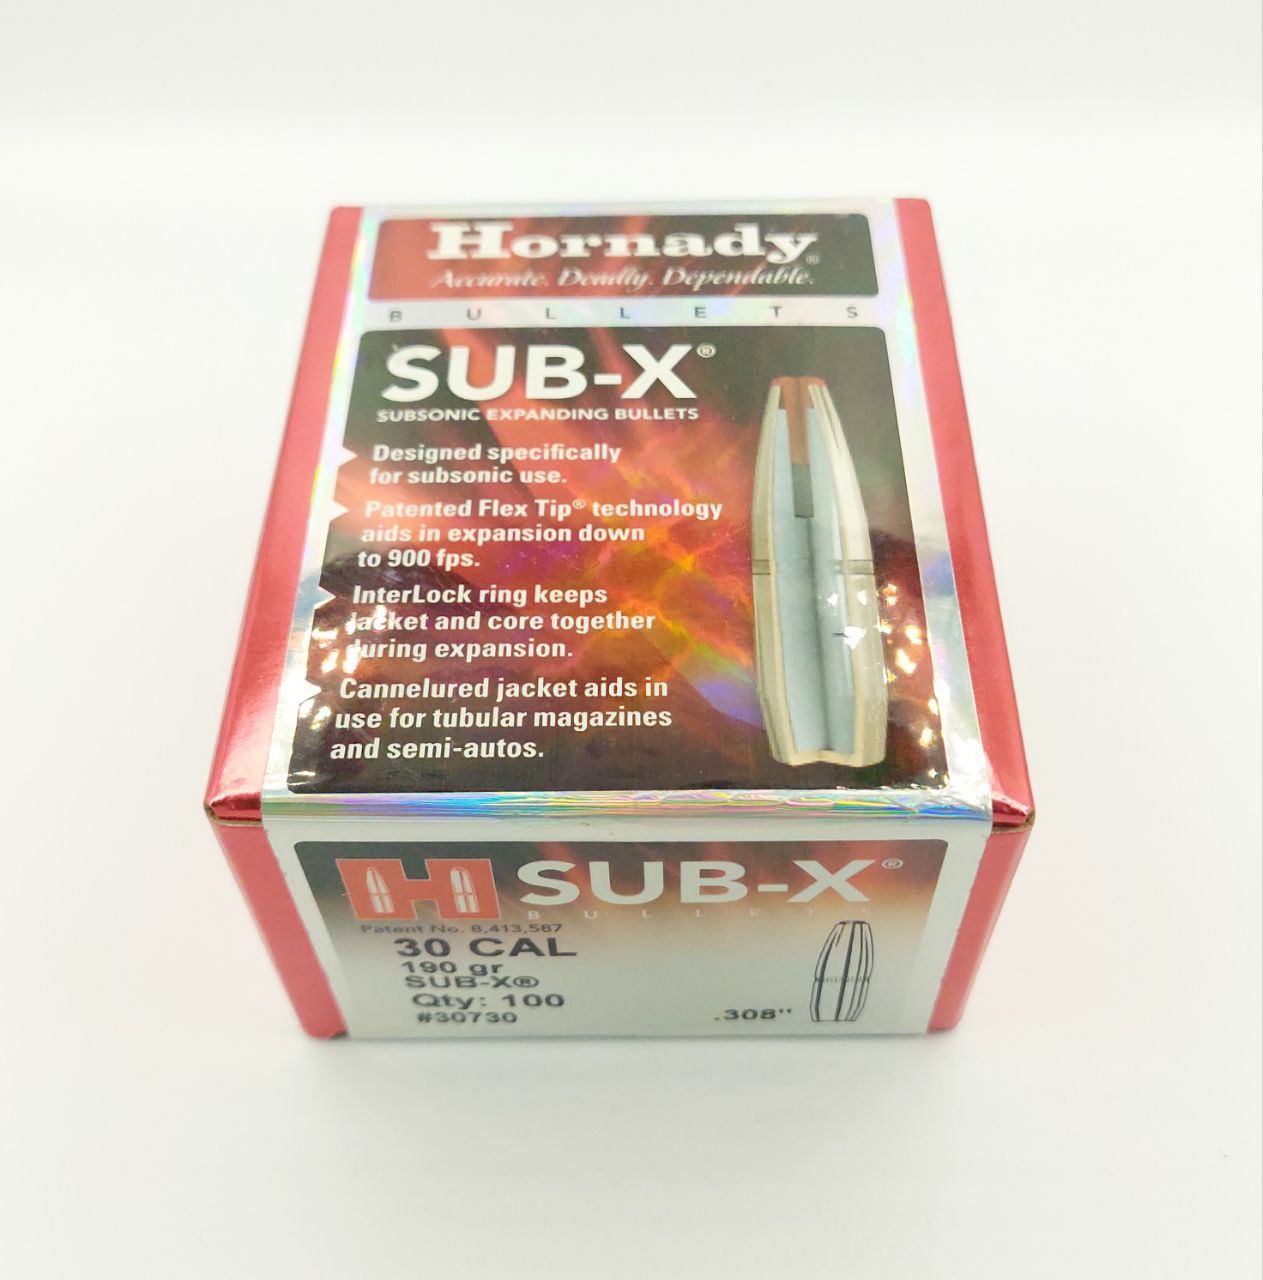 Hornady®
Accurate. Deadly. Dependable.
BULLETS
SUB-X®
SUBSONIC EXPANDING BULLETS
Designed specifically
for subsonic use.
Patented Flex Tip® technology
aids in expansion down
to 900 fps.
InterLock ring keeps
jacket and core together
during expansion.
Cannelured jacket aids in
use for tubular magazines
and semi-autos.
H SUB-X®
BULLETS
Patent No. 8,413,587
30 CAL
190 gr
SUB-X®
Qty: 100
#30730
.308"